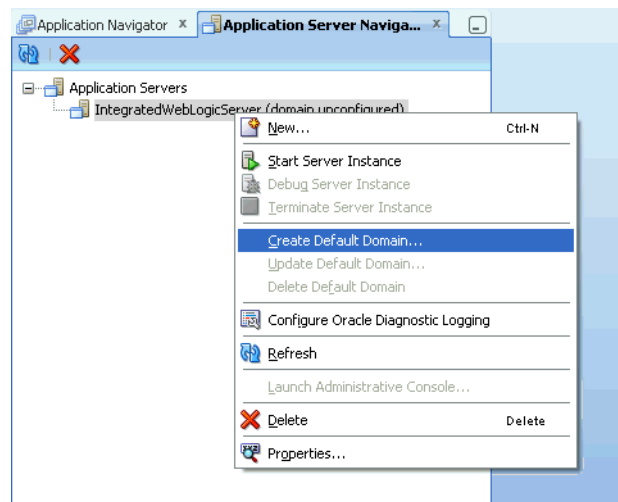 Application Navigator x Application Server Naviga... x
Application Servers
IntegratedWebLogicServer (domain unconfigured)
New... Ctrl-N
Start Server Instance
Debug Server Instance
Terminate Server Instance
Create Default Domain...
Update Default Domain...
Delete Default Domain
Configure Oracle Diagnostic Logging
Refresh
Launch Administrative Console...
Delete Delete
Properties...